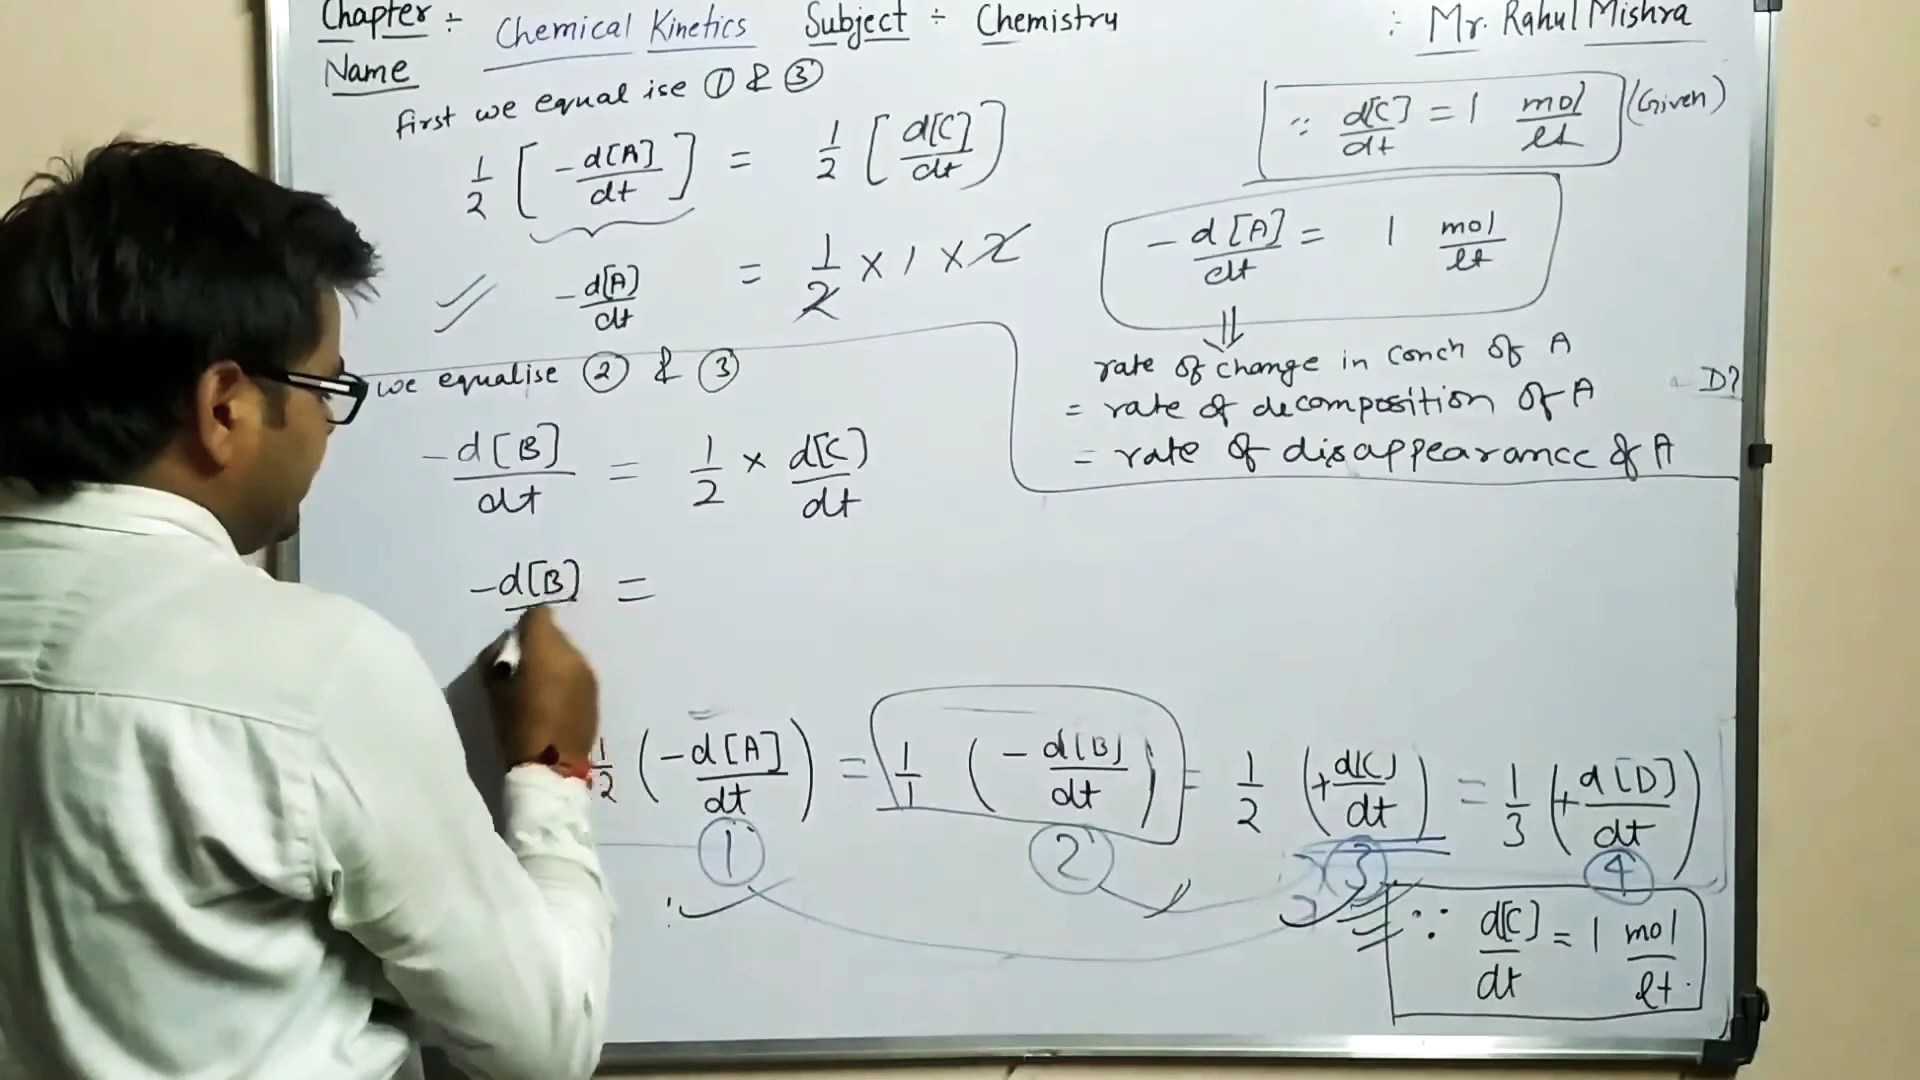 Chapter ÷ Chemical Kinetics Subject ÷ Chemistry : Mr. Rahul Mishra
Name
first we equalise ① & ③
1/2 [-d[A]/dt] = 1/2 [d[C]/dt]
-d[A]/dt = 1/2 × 1 × 2
∵ d[C]/dt = 1 mol/lt (Given)
-d[A]/dt = 1 mol/lt
⇓
rate of change in conch of A
= rate of decomposition of A
= rate of disappearance of A
D?
we equalise ② & ③
-d[B]/dt = 1/2 × d[C]/dt
-d[B] =
1/2 (-d[A]/dt) = 1/1 (-d[B]/dt) = 1/2 (+d[C]/dt) = 1/3 (+d[D]/dt)
① ② ③ ④
∵ d[C]/dt = 1 mol/lt.